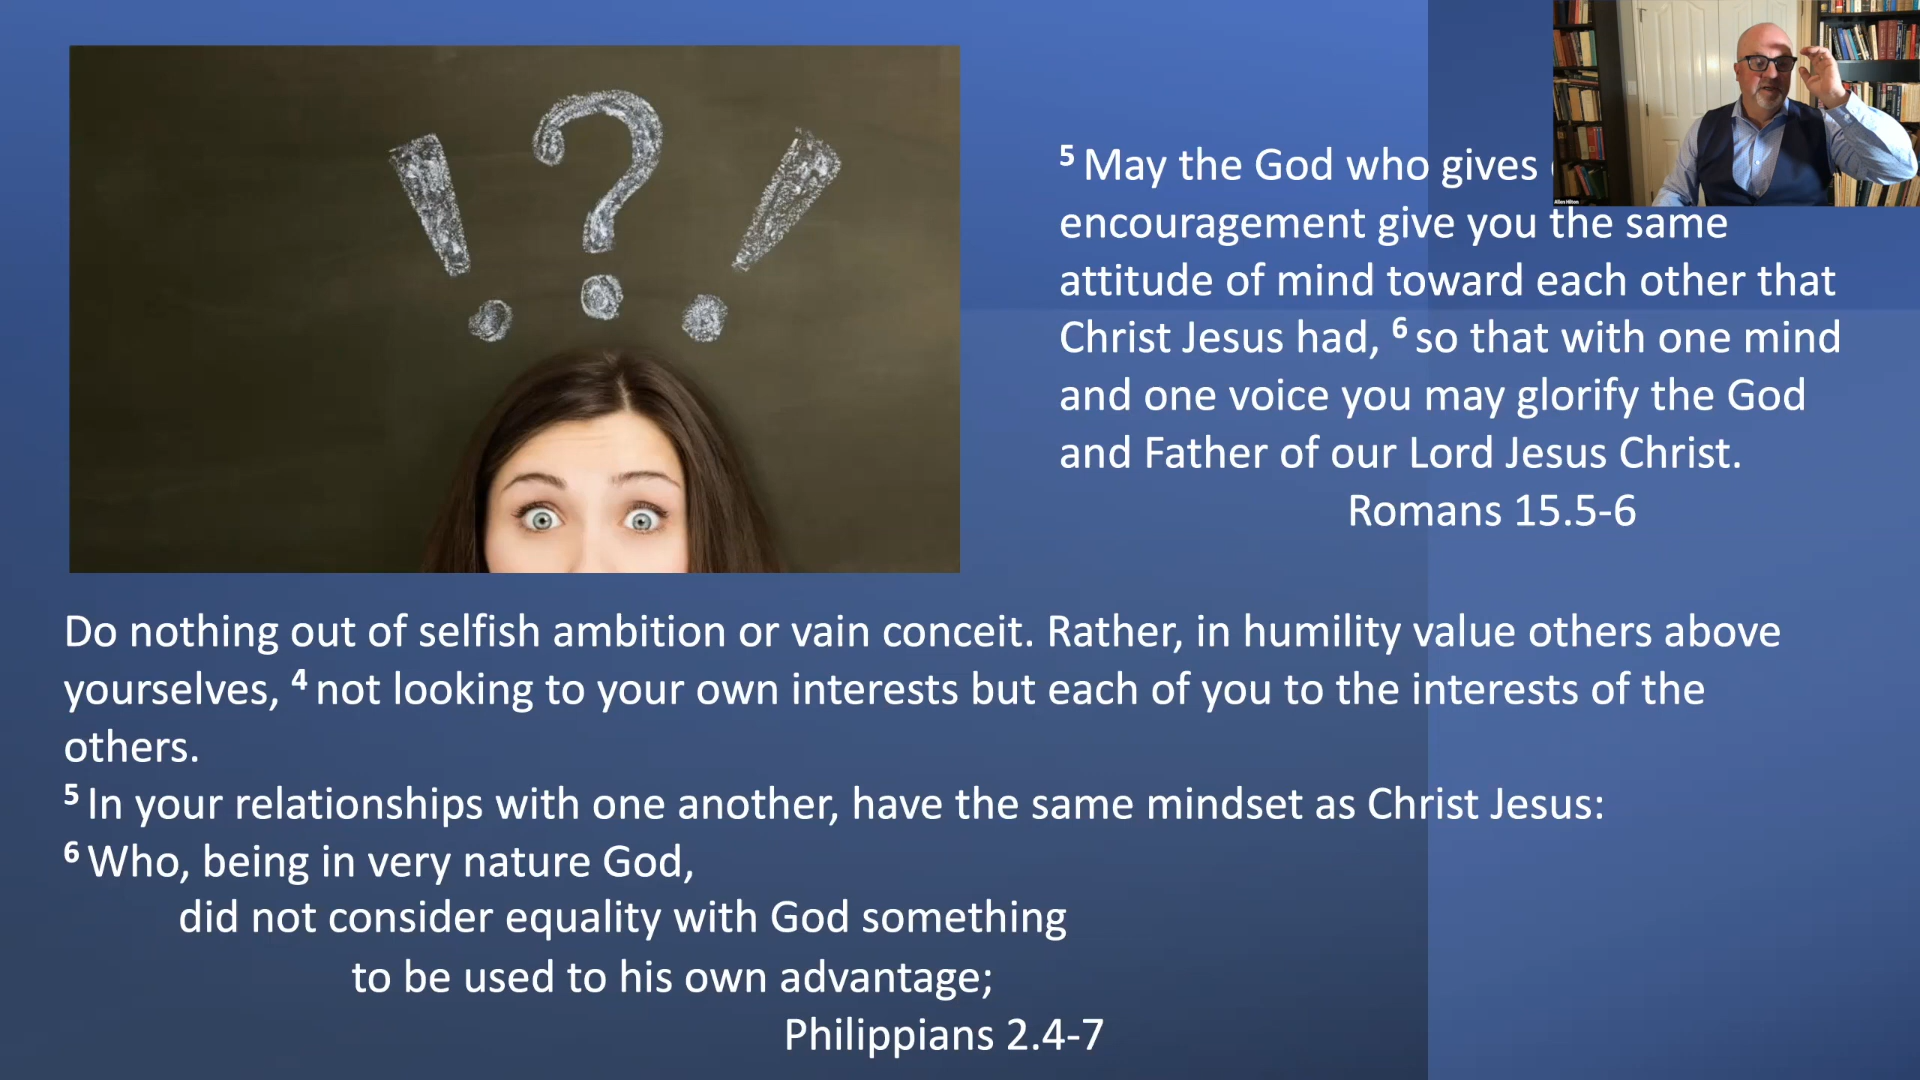 ! ? !
⁵ May the God who gives
encouragement give you the same
attitude of mind toward each other that
Christ Jesus had, ⁶ so that with one mind
and one voice you may glorify the God
and Father of our Lord Jesus Christ.
Romans 15.5-6
Do nothing out of selfish ambition or vain conceit. Rather, in humility value others above
yourselves, ⁴ not looking to your own interests but each of you to the interests of the
others.
⁵ In your relationships with one another, have the same mindset as Christ Jesus:
⁶ Who, being in very nature God,
did not consider equality with God something
to be used to his own advantage;
Philippians 2.4-7
Allen Hilton